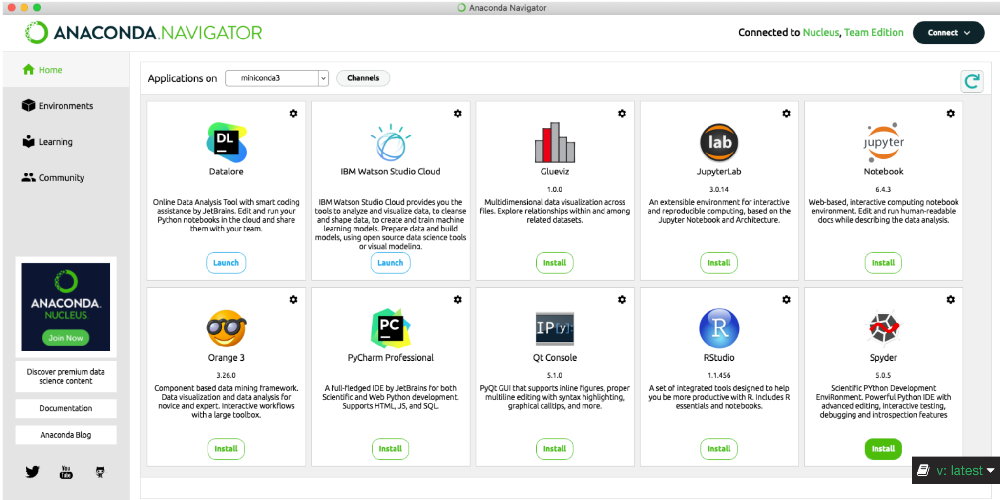 Anaconda Navigator
ANACONDA.NAVIGATOR
Connected to Nucleus, Team Edition
Connect
Home
Environments
Learning
Community
ANACONDA.
NUCLEUS
Join Now
Discover premium data
science content
Documentation
Anaconda Blog
You
Tube
Applications on
miniconda3
Channels
DL
Datalore
Online Data Analysis Tool with smart coding
assistance by JetBrains. Edit and run your
Python notebooks in the cloud and share
them with your team.
Launch
IBM Watson Studio Cloud
IBM Watson Studio Cloud provides you the
tools to analyze and visualize data, to cleanse
and shape data, to create and train machine
learning models. Prepare data and build
models, using open source data science tools
or visual modeling.
Launch
Glueviz
1.0.0
Multidimensional data visualization across
files. Explore relationships within and among
related datasets.
Install
lab
JupyterLab
3.0.14
An extensible environment for interactive
and reproducible computing, based on the
Jupyter Notebook and Architecture.
Install
jupyter
Notebook
6.4.3
Web-based, interactive computing notebook
environment. Edit and run human-readable
docs while describing the data analysis.
Install
Orange 3
3.26.0
Component based data mining framework.
Data visualization and data analysis for
novice and expert. Interactive workflows
with a large toolbox.
Install
PC
PyCharm Professional
A full-fledged IDE by JetBrains for both
Scientific and Web Python development.
Supports HTML, JS, and SQL.
Install
IP[y]:
Qt Console
5.1.0
PyQt GUI that supports inline figures, proper
multiline editing with syntax highlighting,
graphical calltips, and more.
Install
R
RStudio
1.1.456
A set of integrated tools designed to help
you be more productive with R. Includes R
essentials and notebooks.
Install
Spyder
5.0.5
Scientific PYthon Development
EnviRonment. Powerful Python IDE with
advanced editing, interactive testing,
debugging and introspection features
Install
v: latest